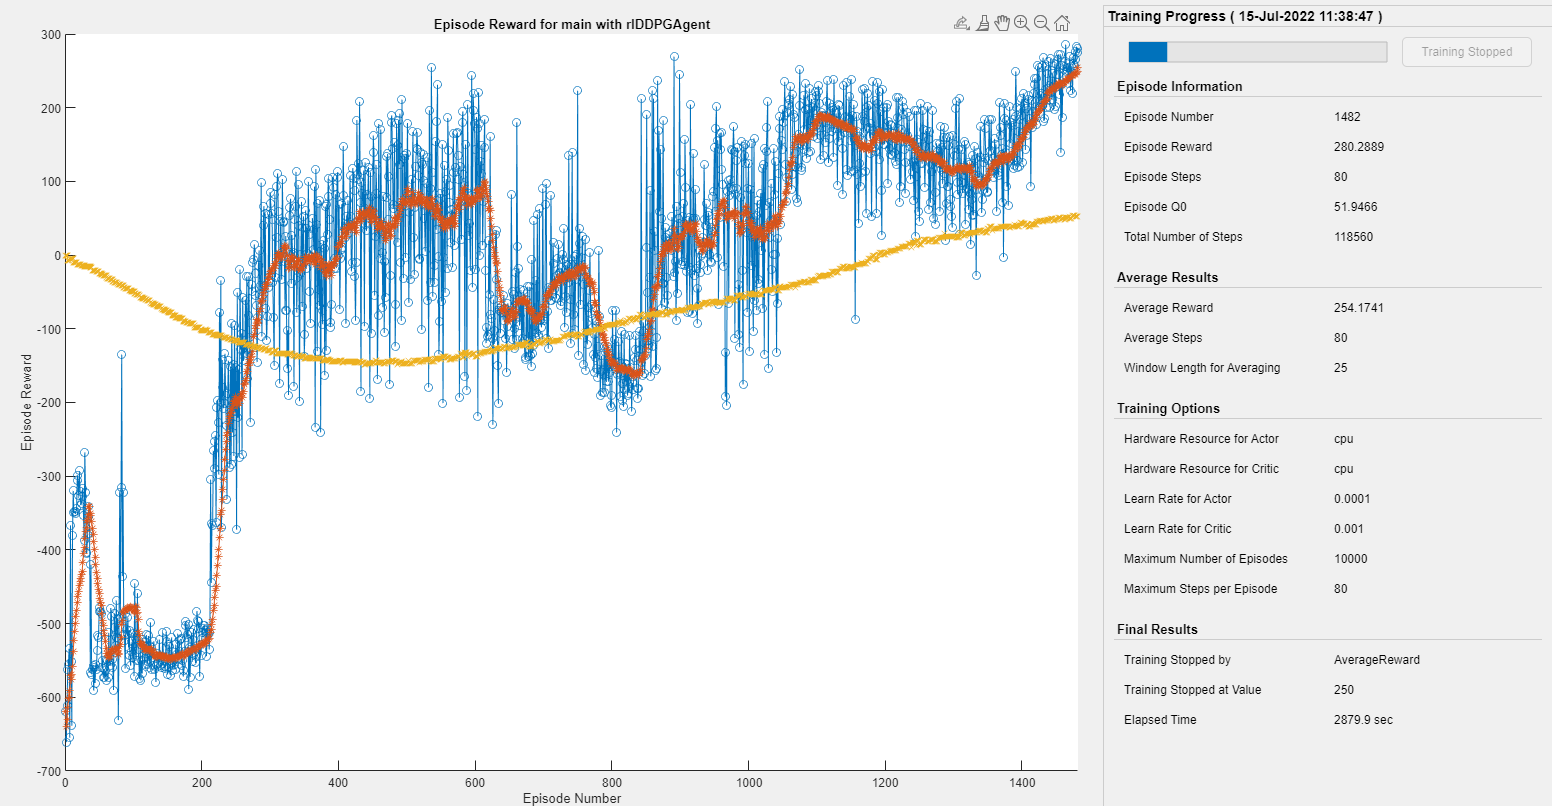 Episode Reward for main with rlDDPGAgent
300
200
100
0
-100
-200
-300
-400
-500
-600
-700
Episode Reward
0 200 400 600 800 1000 1200 1400
Episode Number
Training Progress ( 15-Jul-2022 11:38:47 )
Training Stopped
Episode Information
Episode Number 1482
Episode Reward 280.2889
Episode Steps 80
Episode Q0 51.9466
Total Number of Steps 118560
Average Results
Average Reward 254.1741
Average Steps 80
Window Length for Averaging 25
Training Options
Hardware Resource for Actor cpu
Hardware Resource for Critic cpu
Learn Rate for Actor 0.0001
Learn Rate for Critic 0.001
Maximum Number of Episodes 10000
Maximum Steps per Episode 80
Final Results
Training Stopped by AverageReward
Training Stopped at Value 250
Elapsed Time 2879.9 sec